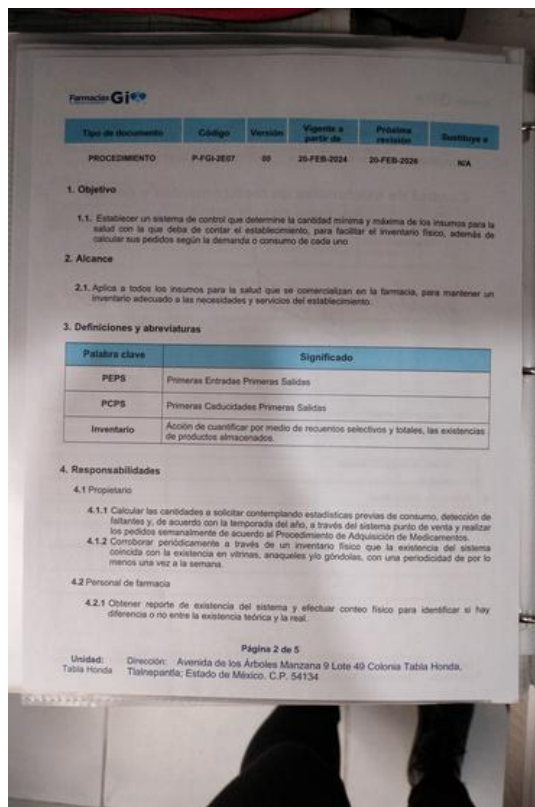 Farmacias Gi
Tipo de documento Código Versión Vigente a partir de Próxima revisión Sustituye a
PROCEDIMIENTO P-FGI-2E07 00 20-FEB-2024 20-FEB-2026 N/A
1. Objetivo
1.1. Establecer un sistema de control que determine la cantidad mínima y máxima de los insumos para la
salud con la que deba de contar el establecimiento, para facilitar el inventario físico, además de
calcular sus pedidos según la demanda o consumo de cada uno
2. Alcance
2.1. Aplica a todos los insumos para la salud que se comercializan en la farmacia, para mantener un
inventario adecuado a las necesidades y servicios del establecimiento.
3. Definiciones y abreviaturas
Palabra clave Significado
PEPS Primeras Entradas Primeras Salidas
PCPS Primeras Caducidades Primeras Salidas
Inventario Acción de cuantificar por medio de recuentos selectivos y totales, las existencias
de productos almacenados.
4. Responsabilidades
4.1 Propietario
4.1.1 Calcular las cantidades a solicitar contemplando estadísticas previas de consumo, detección de
faltantes y, de acuerdo con la temporada del año, a través del sistema punto de venta y realizar
los pedidos semanalmente de acuerdo al Procedimiento de Adquisición de Medicamentos.
4.1.2 Corroborar periódicamente a través de un inventario físico que la existencia del sistema
coincida con la existencia en vitrinas, anaqueles y/o góndolas, con una periodicidad de por lo
menos una vez a la semana.
4.2 Personal de farmacia
4.2.1 Obtener reporte de existencia del sistema y efectuar conteo físico para identificar si hay
diferencia o no entre la existencia teórica y la real.
Página 2 de 5
Unidad: Dirección: Avenida de los Árboles Manzana 9 Lote 49 Colonia Tabla Honda,
Tabla Honda Tlalnepantla; Estado de México. C.P. 54134